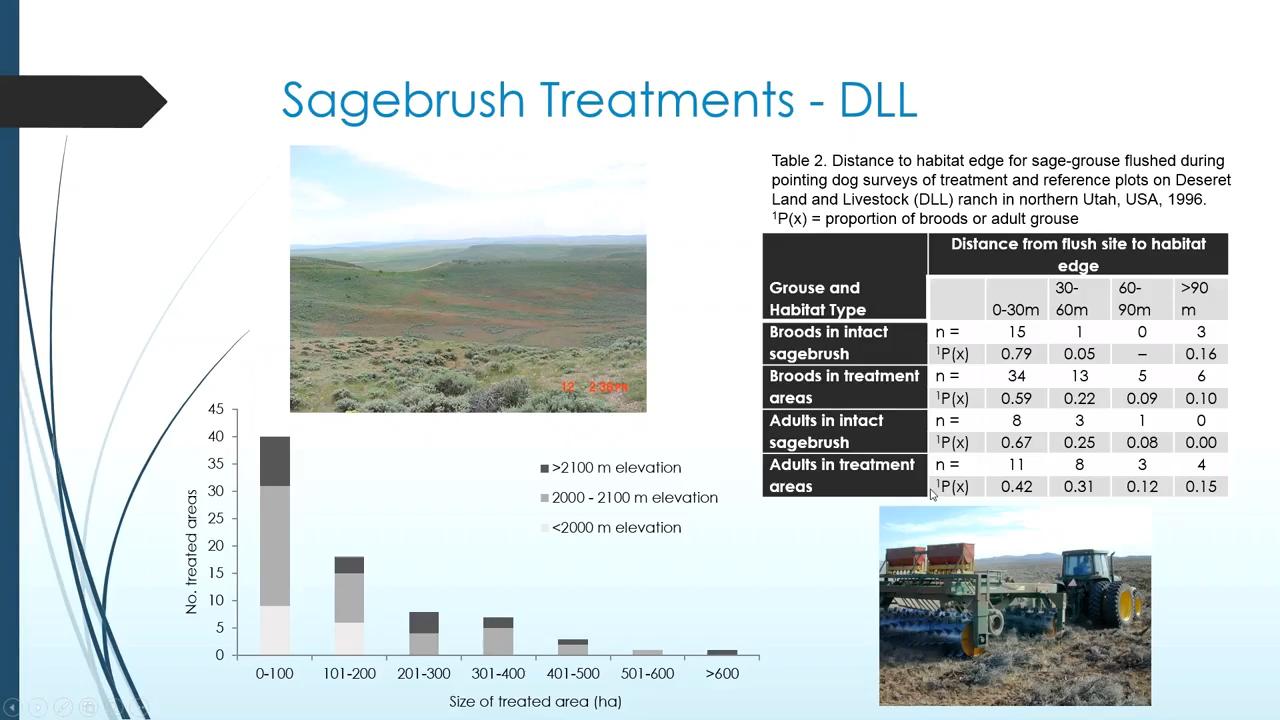 Sagebrush Treatments - DLL
Table 2. Distance to habitat edge for sage-grouse flushed during
pointing dog surveys of treatment and reference plots on Deseret
Land and Livestock (DLL) ranch in northern Utah, USA, 1996.
¹P(x) = proportion of broods or adult grouse
Grouse and
Habitat Type
Distance from flush site to habitat
edge
0-30m
30-
60m
60-
90m
>90
m
Broods in intact
sagebrush
n = 15 1 0 3
¹P(x) 0.79 0.05 – 0.16
Broods in treatment
areas
n = 34 13 5 6
¹P(x) 0.59 0.22 0.09 0.10
Adults in intact
sagebrush
n = 8 3 1 0
¹P(x) 0.67 0.25 0.08 0.00
Adults in treatment
areas
n = 11 8 3 4
¹P(x) 0.42 0.31 0.12 0.15
12 2:36PM
No. treated areas
45
40
35
30
25
20
15
10
5
0
>2100 m elevation
2000 - 2100 m elevation
<2000 m elevation
0-100 101-200 201-300 301-400 401-500 501-600 >600
Size of treated area (ha)